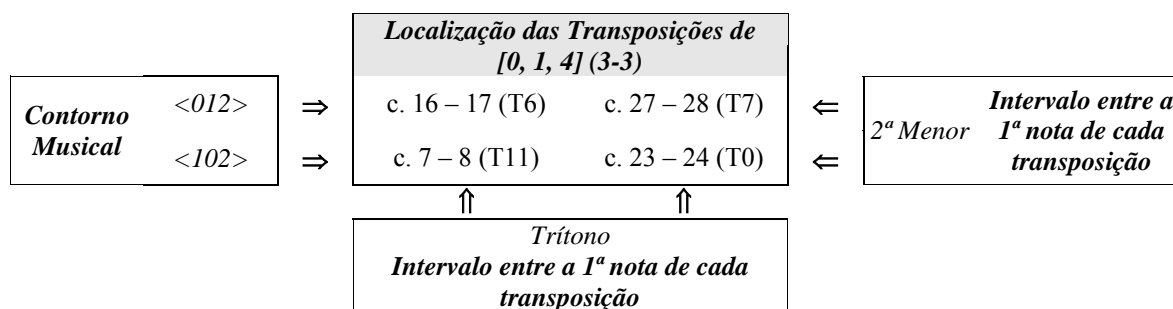 Localização das Transposições de
[0, 1, 4] (3-3)
Contorno
Musical
<012> ⇒ c. 16 – 17 (T6) c. 27 – 28 (T7) ⇐
<102> ⇒ c. 7 – 8 (T11) c. 23 – 24 (T0) ⇐
2ª Menor
Intervalo entre a
1ª nota de cada
transposição
⇑ ⇑
Trítono
Intervalo entre a 1ª nota de cada
transposição